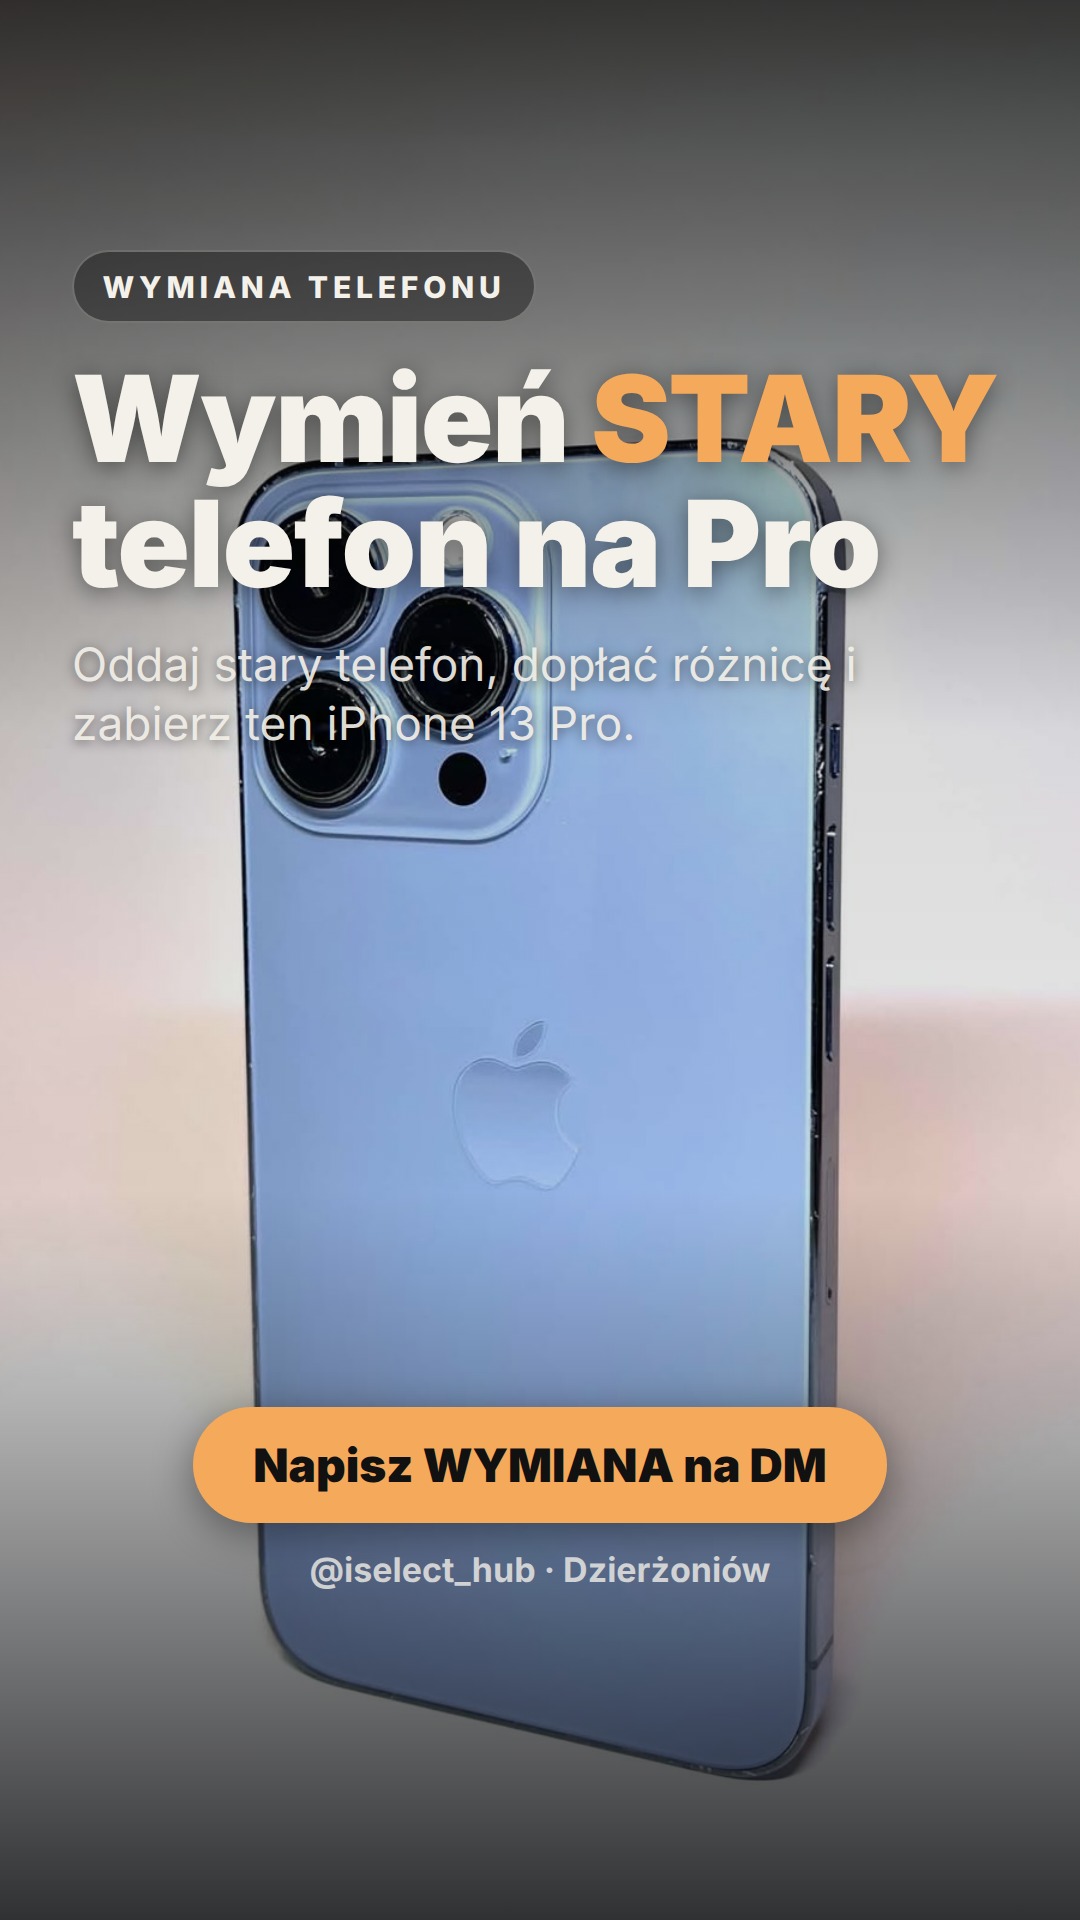 WYMIANA TELEFONU
Wymień STARY
telefon na Pro
Oddaj stary telefon, dopłać różnicę i
zabierz ten iPhone 13 Pro.
Napisz WYMIANA na DM
@iselect_hub · Dzierżoniów